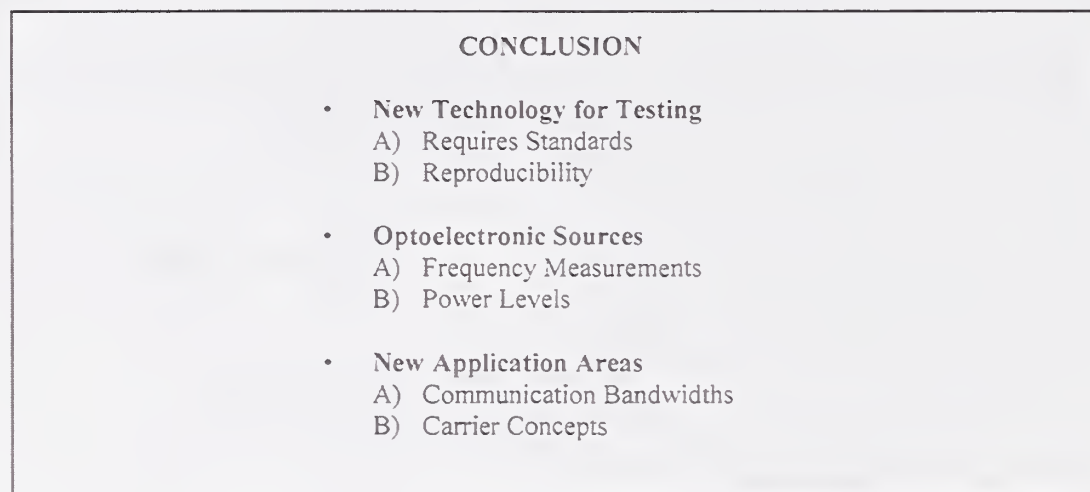 CONCLUSION
• New Technology for Testing
A) Requires Standards
B) Reproducibility
• Optoelectronic Sources
A) Frequency Measurements
B) Power Levels
• New Application Areas
A) Communication Bandwidths
B) Carrier Concepts